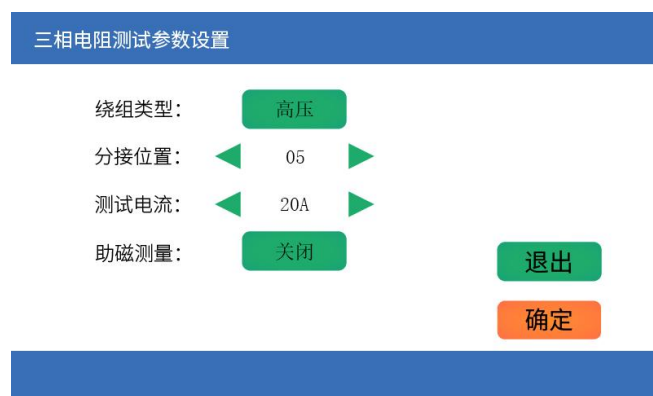 三相电阻测试参数设置
绕组类型： 高压
分接位置： 05
测试电流： 20A
助磁测量： 关闭
退出
确定